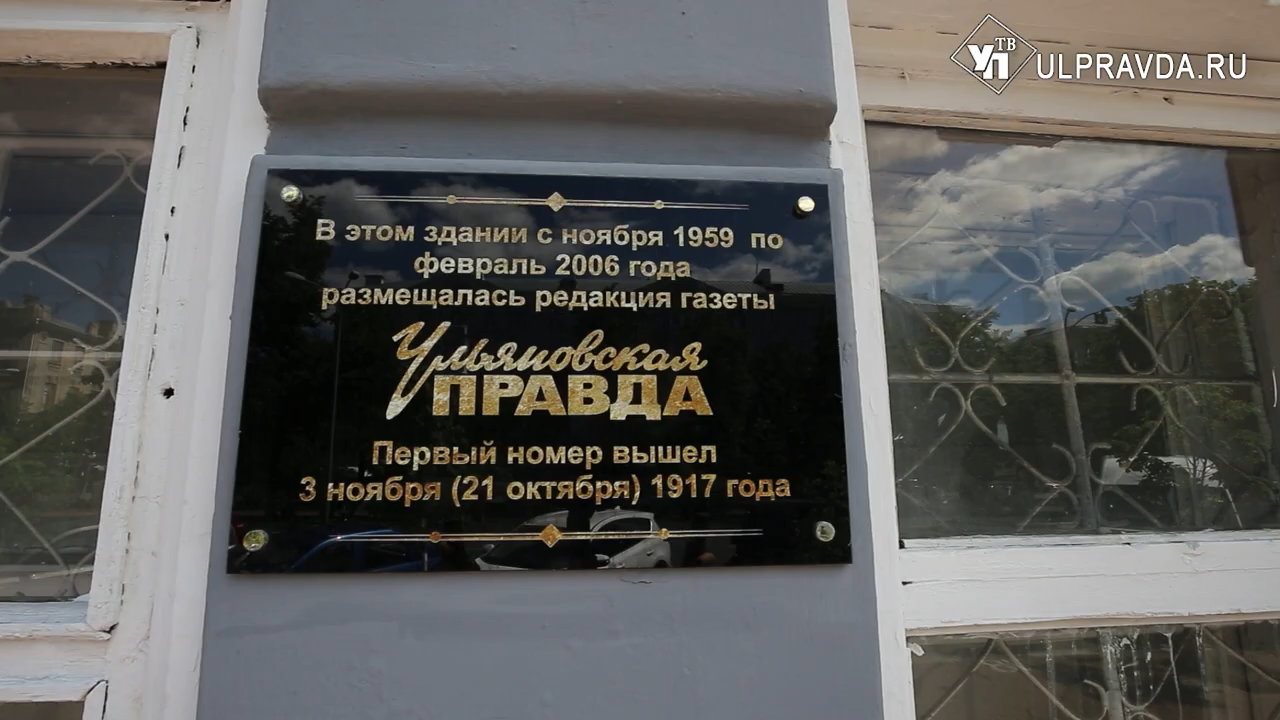 УП ТВ ULPRAVDA.RU
В этом здании с ноября 1959 по
февраль 2006 года
размещалась редакция газеты
Ульяновская
ПРАВДА
Первый номер вышел
3 ноября (21 октября) 1917 года